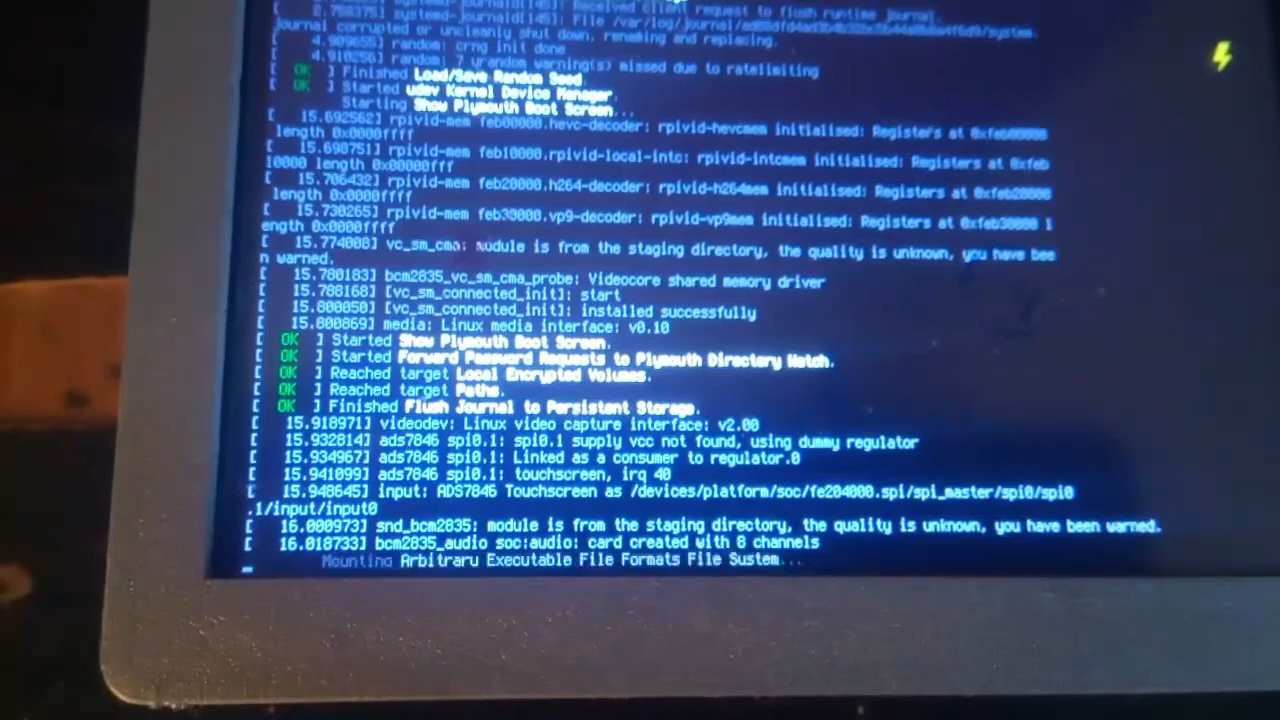 2.759375] systemd-journald[145]: Received client request to flush runtime journal.
systemd-journald[145]: File /var/log/journal/
journal corrupted or uncleanly shut down, renaming and replacing.
[    4.909655] random: crng init done
[    4.910256] random: 7 urandom warning(s) missed due to ratelimiting
[  OK  ] Finished Load/Save Random Seed.
[  OK  ] Started udev Kernel Device Manager.
Starting Show Plymouth Boot Screen...
[   15.692562] rpivid-mem feb00000.hevc-decoder: rpivid-hevcmem initialised: Registers at 0xfeb00000
length 0x0000ffff
[   15.698751] rpivid-mem feb10000.rpivid-local-intc: rpivid-intcmem initialised: Registers at 0xfeb
10000 length 0x00000fff
[   15.706432] rpivid-mem feb20000.h264-decoder: rpivid-h264mem initialised: Registers at 0xfeb20000
length 0x0000ffff
[   15.730265] rpivid-mem feb30000.vp9-decoder: rpivid-vp9mem initialised: Registers at 0xfeb30000 l
ength 0x0000ffff
[   15.774008] vc_sm_cma: module is from the staging directory, the quality is unknown, you have bee
n warned.
[   15.780183] bcm2835_vc_sm_cma_probe: Videocore shared memory driver
[   15.788168] [vc_sm_connected_init]: start
[   15.800050] [vc_sm_connected_init]: installed successfully
[   15.800869] media: Linux media interface: v0.10
[  OK  ] Started Show Plymouth Boot Screen.
[  OK  ] Started Forward Password Requests to Plymouth Directory Watch.
[  OK  ] Reached target Local Encrypted Volumes.
[  OK  ] Reached target Paths.
[  OK  ] Finished Flush Journal to Persistent Storage.
[   15.918971] videodev: Linux video capture interface: v2.00
[   15.932814] ads7846 spi0.1: spi0.1 supply vcc not found, using dummy regulator
[   15.934967] ads7846 spi0.1: Linked as a consumer to regulator.0
[   15.941099] ads7846 spi0.1: touchscreen, irq 40
[   15.948645] input: ADS7846 Touchscreen as /devices/platform/soc/fe204000.spi/spi_master/spi0/spi0
.1/input/input0
[   16.000973] snd_bcm2835: module is from the staging directory, the quality is unknown, you have been warned.
[   16.018733] bcm2835_audio soc:audio: card created with 8 channels
Mounting Arbitrary Executable File Formats File System...